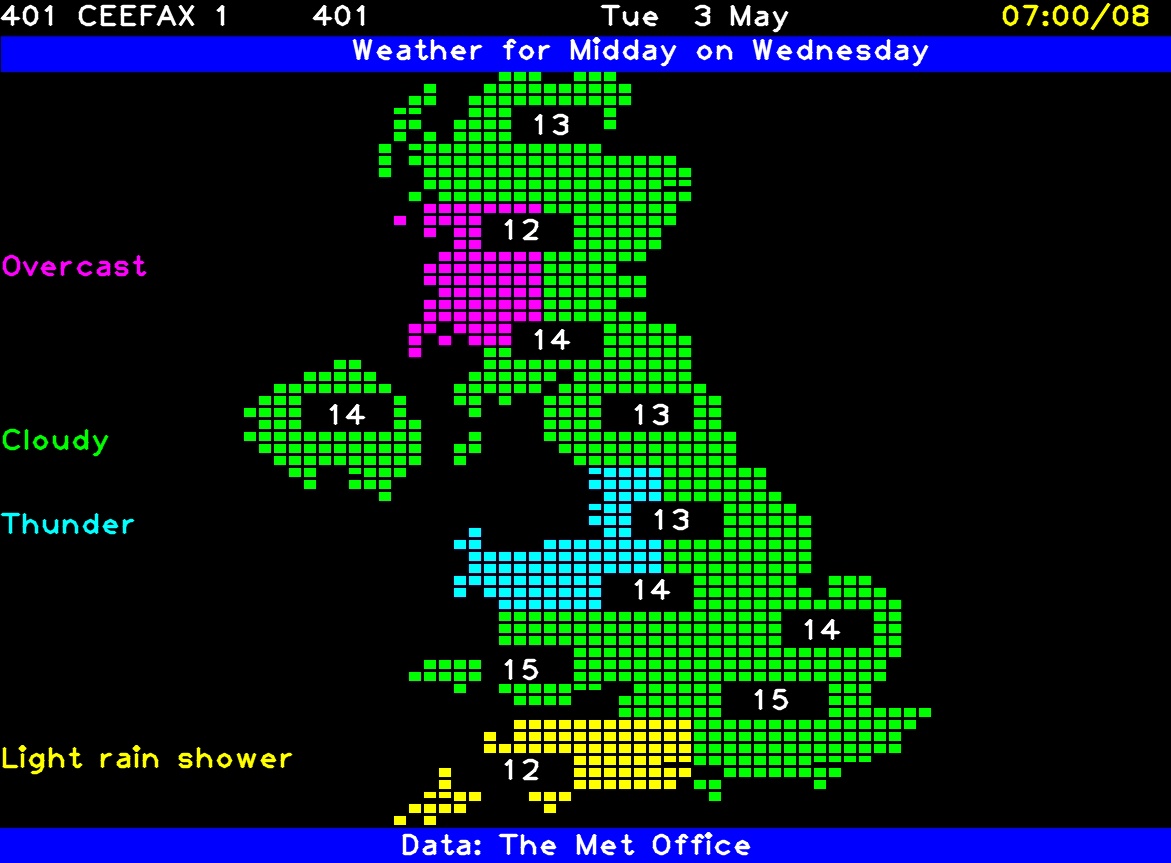 401 CEEFAX 1 401 Tue 3 May 07:00/08
Weather for Midday on Wednesday
13
12
Overcast
14
14 13
Cloudy
13
Thunder
14
14
15
15
Light rain shower
12
Data: The Met Office